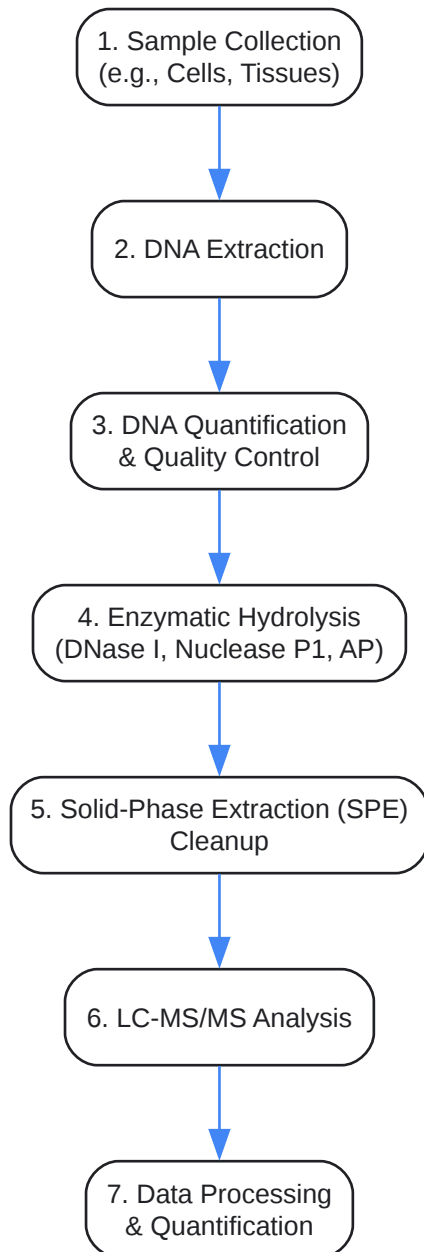 1. Sample Collection
(e.g., Cells, Tissues)
2. DNA Extraction
3. DNA Quantification
& Quality Control
4. Enzymatic Hydrolysis
(DNase I, Nuclease P1, AP)
5. Solid-Phase Extraction (SPE)
Cleanup
6. LC-MS/MS Analysis
7. Data Processing
& Quantification